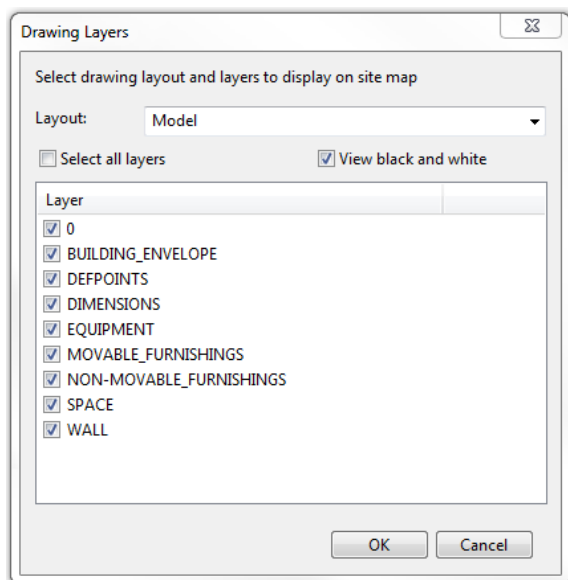 Drawing Layers
Select drawing layout and layers to display on site map
Layout: Model
Select all layers View black and white
Layer
0
BUILDING_ENVELOPE
DEFPOINTS
DIMENSIONS
EQUIPMENT
MOVABLE_FURNISHINGS
NON-MOVABLE_FURNISHINGS
SPACE
WALL
OK Cancel